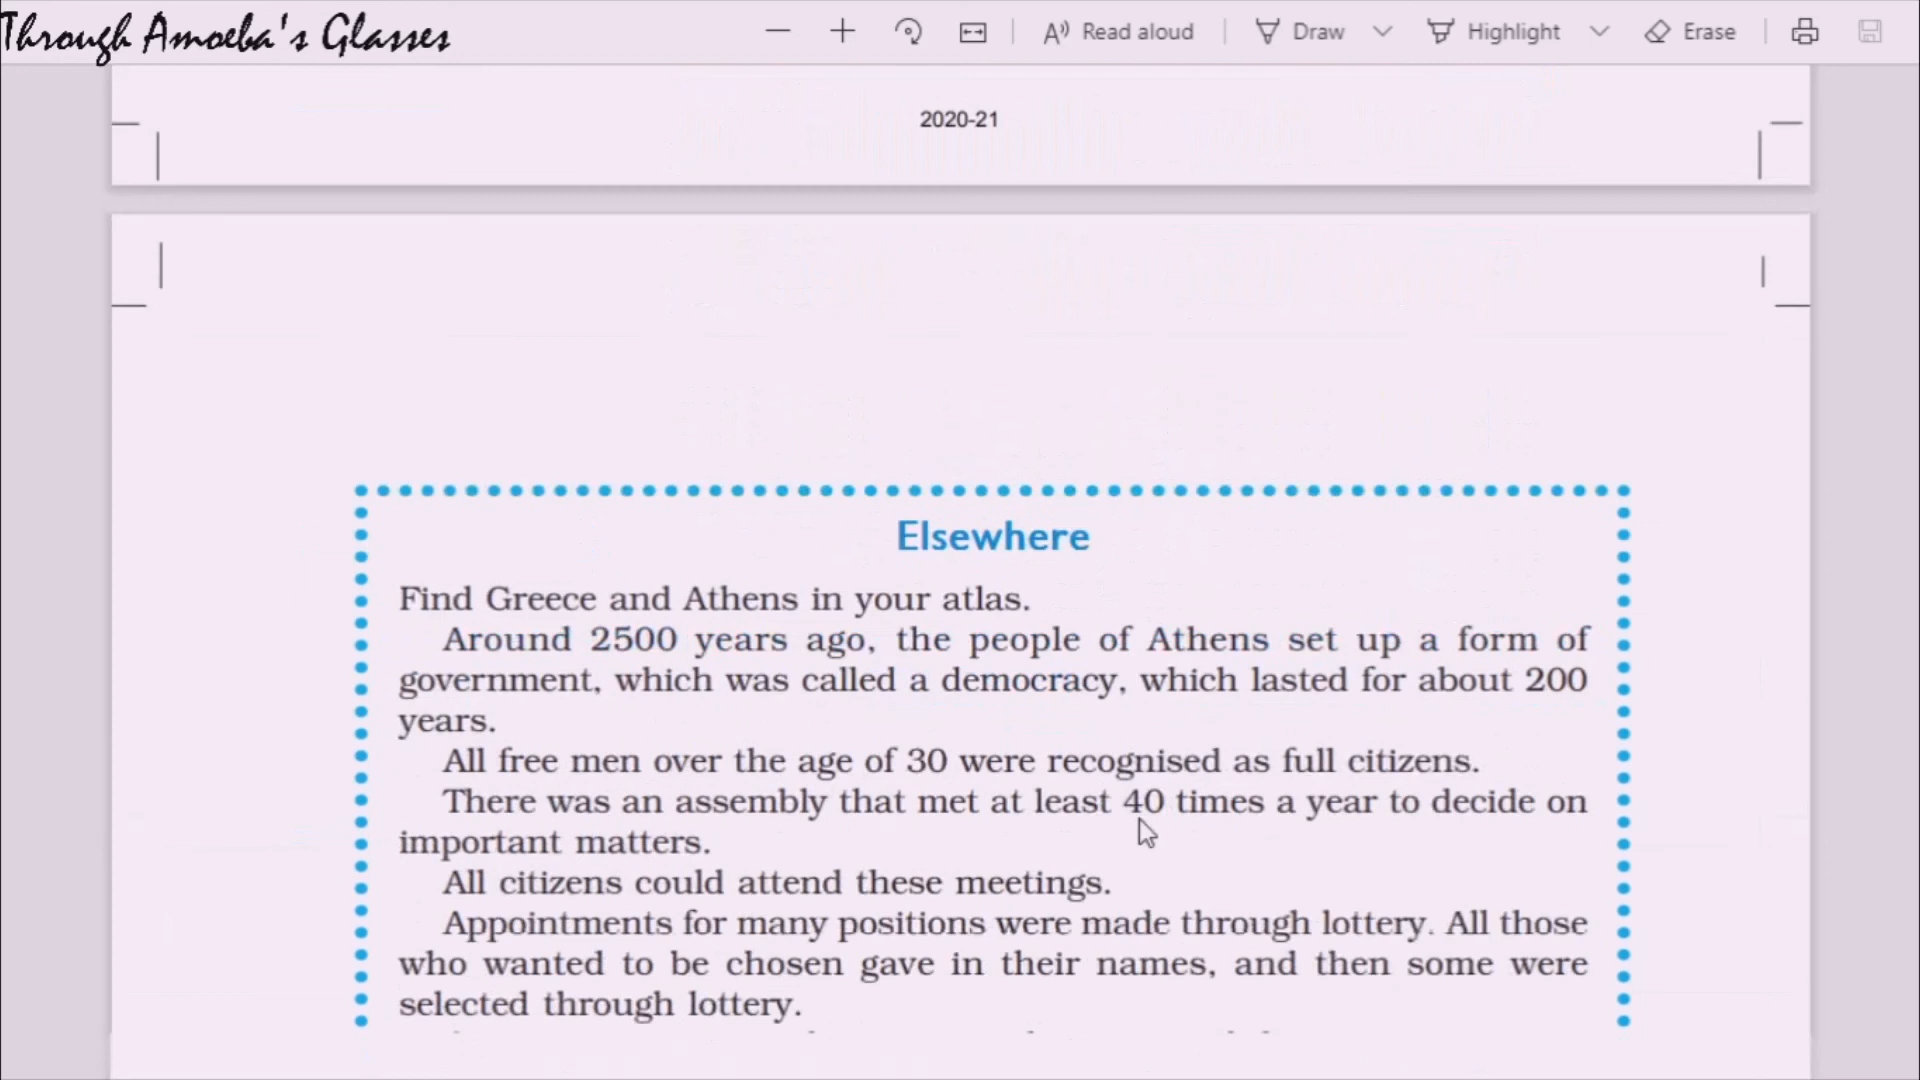 Through Amoeba's Glasses
Read aloud
Draw
Highlight
Erase
2020-21
Elsewhere
Find Greece and Athens in your atlas.
Around 2500 years ago, the people of Athens set up a form of
government, which was called a democracy, which lasted for about 200
years.
All free men over the age of 30 were recognised as full citizens.
There was an assembly that met at least 40 times a year to decide on
important matters.
All citizens could attend these meetings.
Appointments for many positions were made through lottery. All those
who wanted to be chosen gave in their names, and then some were
selected through lottery.